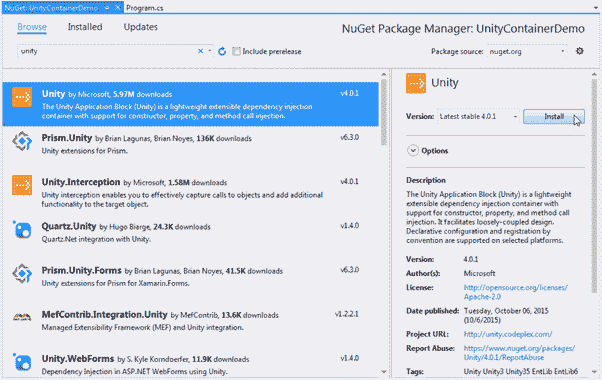 NuGet: UnityContainerDemo
Program.cs
Browse
Installed
Updates
NuGet Package Manager: UnityContainerDemo
unity
Include prerelease
Package source: nuget.org
Unity by Microsoft, 5.97M downloads
v4.0.1
The Unity Application Block (Unity) is a lightweight extensible dependency injection
container with support for constructor, property, and method call injection.
Prism.Unity by Brian Lagunas, Brian Noyes, 136K downloads
v6.3.0
Unity extensions for Prism.
Unity.Interception by Microsoft, 1.58M downloads
v4.0.1
Unity interception enables you to effectively capture calls to objects and add additional
functionality to the target object.
Quartz.Unity by Hugo Biarge, 24.3K downloads
v1.4.0
Quartz.Net integration with Unity.
Prism.Unity.Forms by Brian Lagunas, Brian Noyes, 41.5K downloads
v6.3.0
Unity extensions for Prism for Xamarin.Forms.
MefContrib.Integration.Unity by MefContrib, 13.6K downloads
v1.2.2.1
Managed Extensibility Framework (MEF) and Unity integration.
Unity.WebForms by S. Kyle Korndoerfer, 11.9K downloads
v1.4.0
Dependency Injection in ASP.NET WebForms using Unity.
Unity
Version: Latest stable 4.0.1
Install
Options
Description
The Unity Application Block (Unity) is a lightweight
extensible dependency injection container with support
for constructor, property, and method call
injection. It facilitates loosely-coupled design.
Declarative configuration and registration by
convention are supported on selected platforms.
Version: 4.0.1
Author(s): Microsoft
License: http://opensource.org/licenses/
Apache-2.0
Date published: Tuesday, October 06, 2015
(10/6/2015)
Project URL: http://unity.codeplex.com/
Report Abuse: https://www.nuget.org/packages/
Unity/4.0.1/ReportAbuse
Tags: Unity Unity3 Unity35 EntLib EntLib6